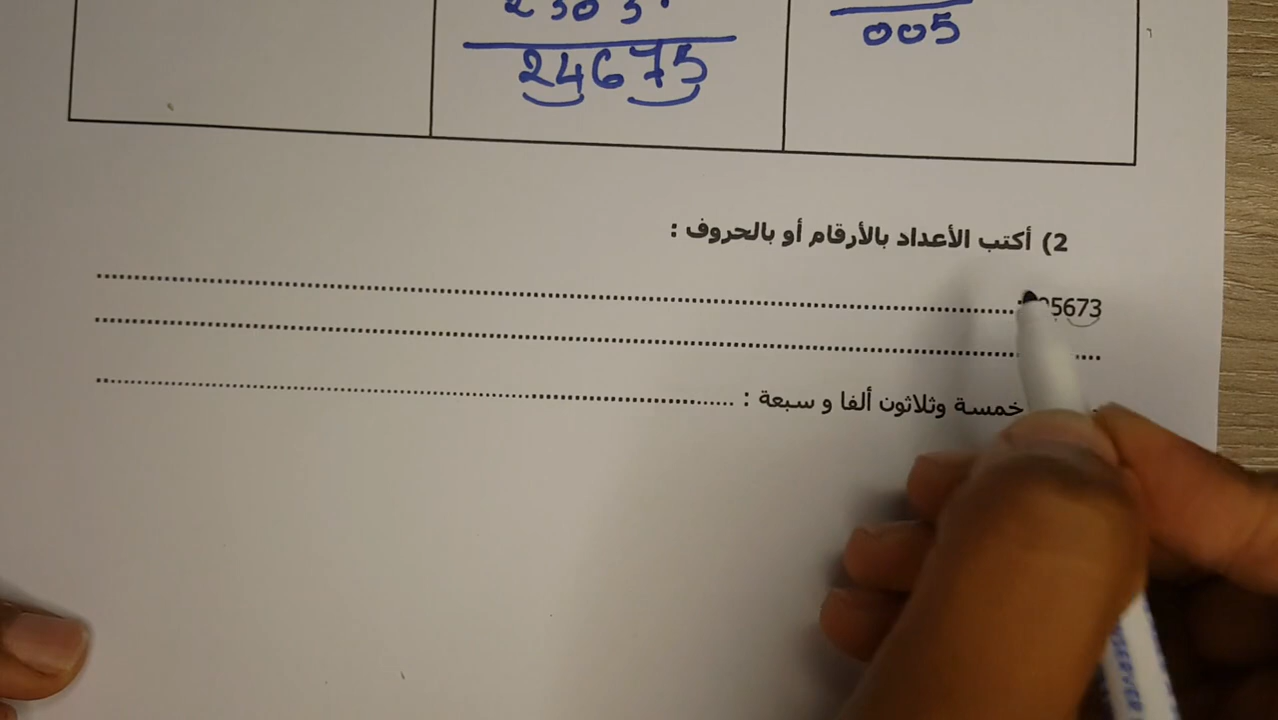 24675
005
2) أكتب الأعداد بالأرقام أو بالحروف :
5673
خمسة وثلاثون ألفا و سبعة :